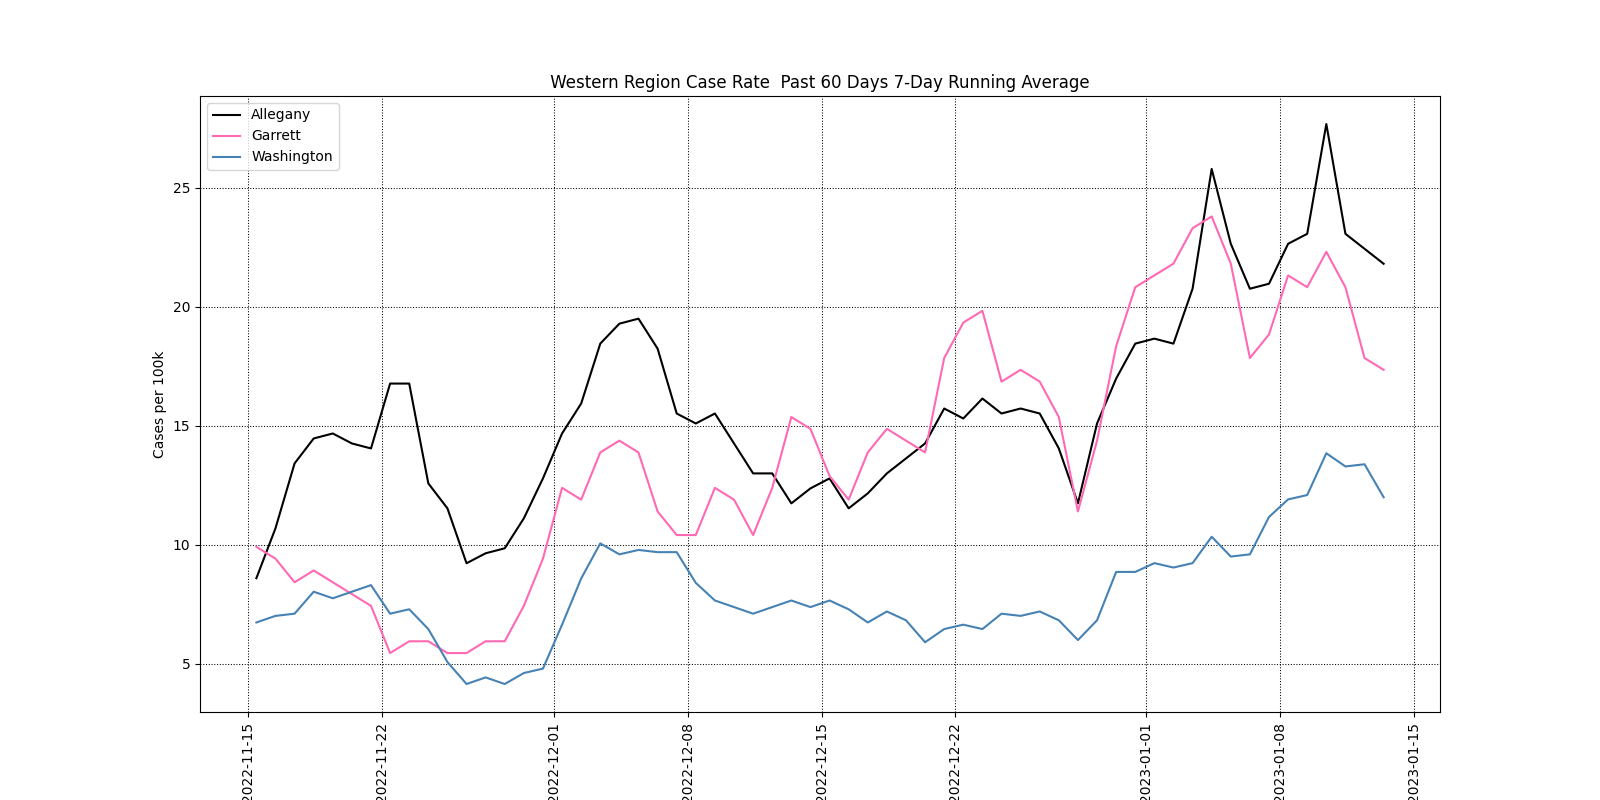 Western Region Case Rate  Past 60 Days 7-Day Running Average
Allegany
Garrett
Washington
25
20
15
10
5
Cases per 100k
2022-11-15
2022-11-22
2022-12-01
2022-12-08
2022-12-15
2022-12-22
2023-01-01
2023-01-08
2023-01-15